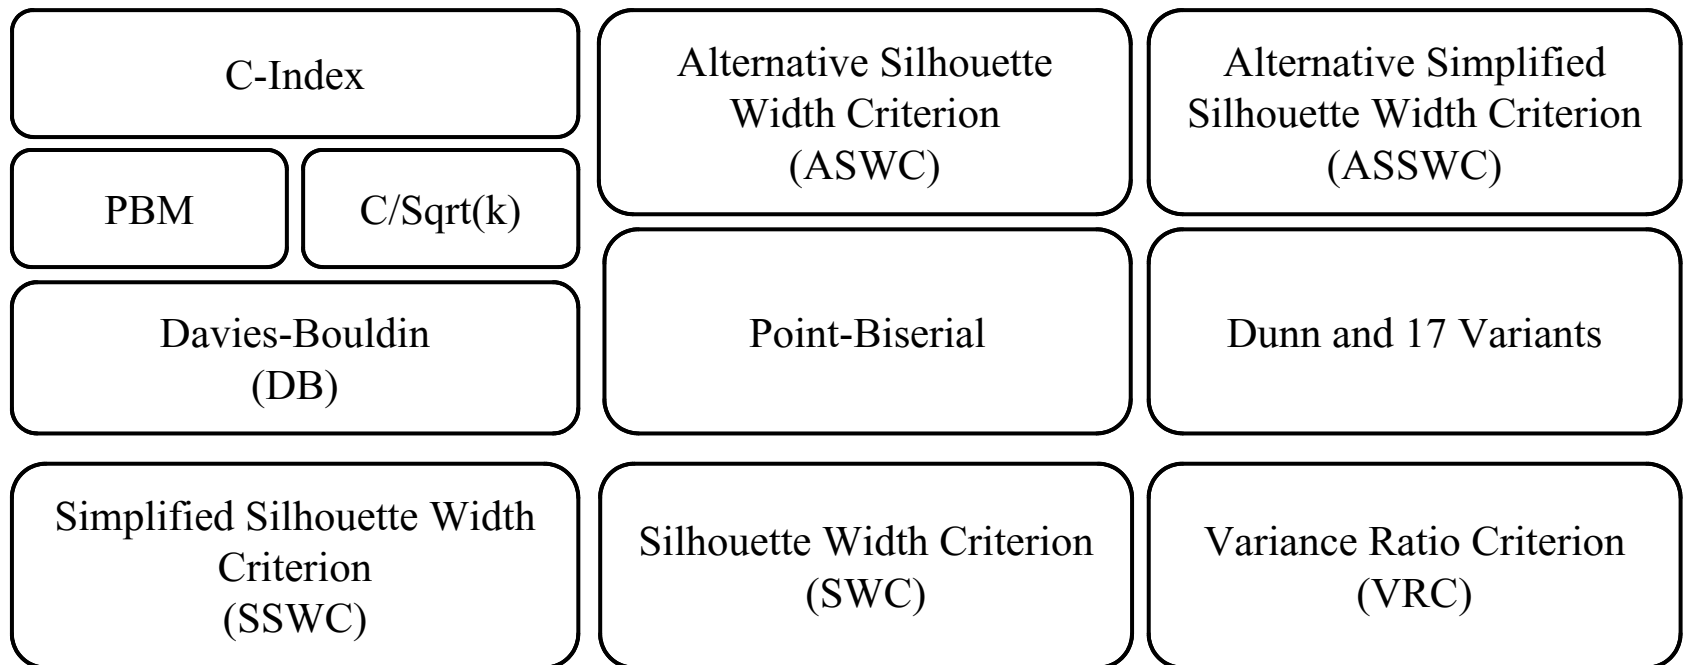 C-Index
Alternative Silhouette
Width Criterion
(ASWC)
Alternative Simplified
Silhouette Width Criterion
(ASSWC)
PBM
C/Sqrt(k)
Davies-Bouldin
(DB)
Point-Biserial
Dunn and 17 Variants
Simplified Silhouette Width
Criterion
(SSWC)
Silhouette Width Criterion
(SWC)
Variance Ratio Criterion
(VRC)